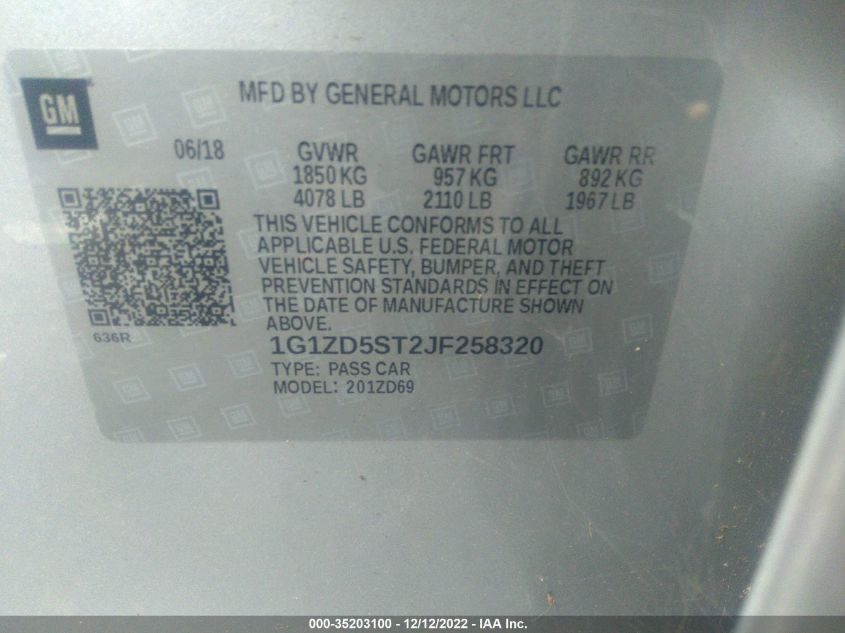 GM
MFD BY GENERAL MOTORS LLC
06/18 GVWR GAWR FRT GAWR RR
1850 KG 957 KG 892 KG
4078 LB 2110 LB 1967 LB
THIS VEHICLE CONFORMS TO ALL
APPLICABLE U.S. FEDERAL MOTOR
VEHICLE SAFETY, BUMPER, AND THEFT
PREVENTION STANDARDS IN EFFECT ON
THE DATE OF MANUFACTURE SHOWN
ABOVE.
636R
1G1ZD5ST2JF258320
TYPE: PASS CAR
MODEL: 201ZD69
000-35203100 - 12/12/2022 - IAA Inc.